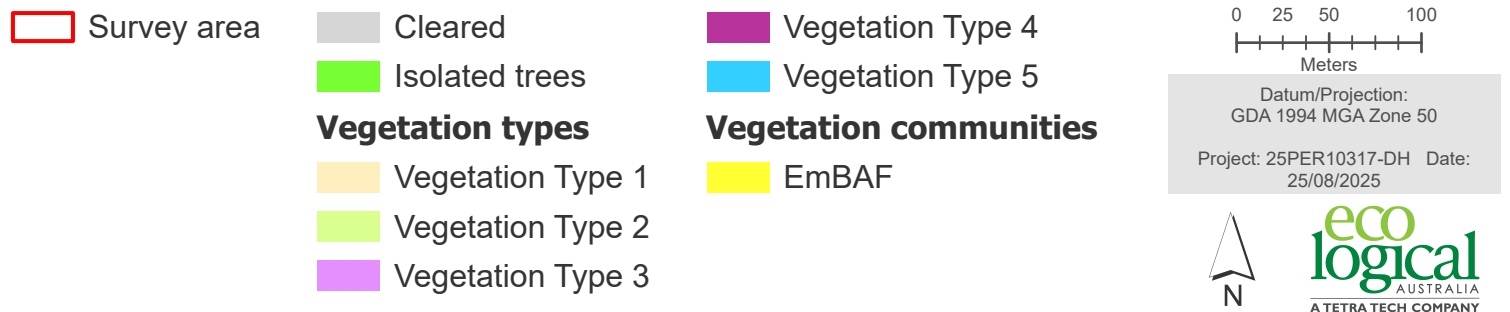 Survey area
Cleared
Isolated trees
Vegetation types
Vegetation Type 1
Vegetation Type 2
Vegetation Type 3
Vegetation Type 4
Vegetation Type 5
Vegetation communities
EmBAF
0 25 50 100
Meters
Datum/Projection:
GDA 1994 MGA Zone 50
Project: 25PER10317-DH Date:
25/08/2025
N
eco
logical
AUSTRALIA
A TETRA TECH COMPANY